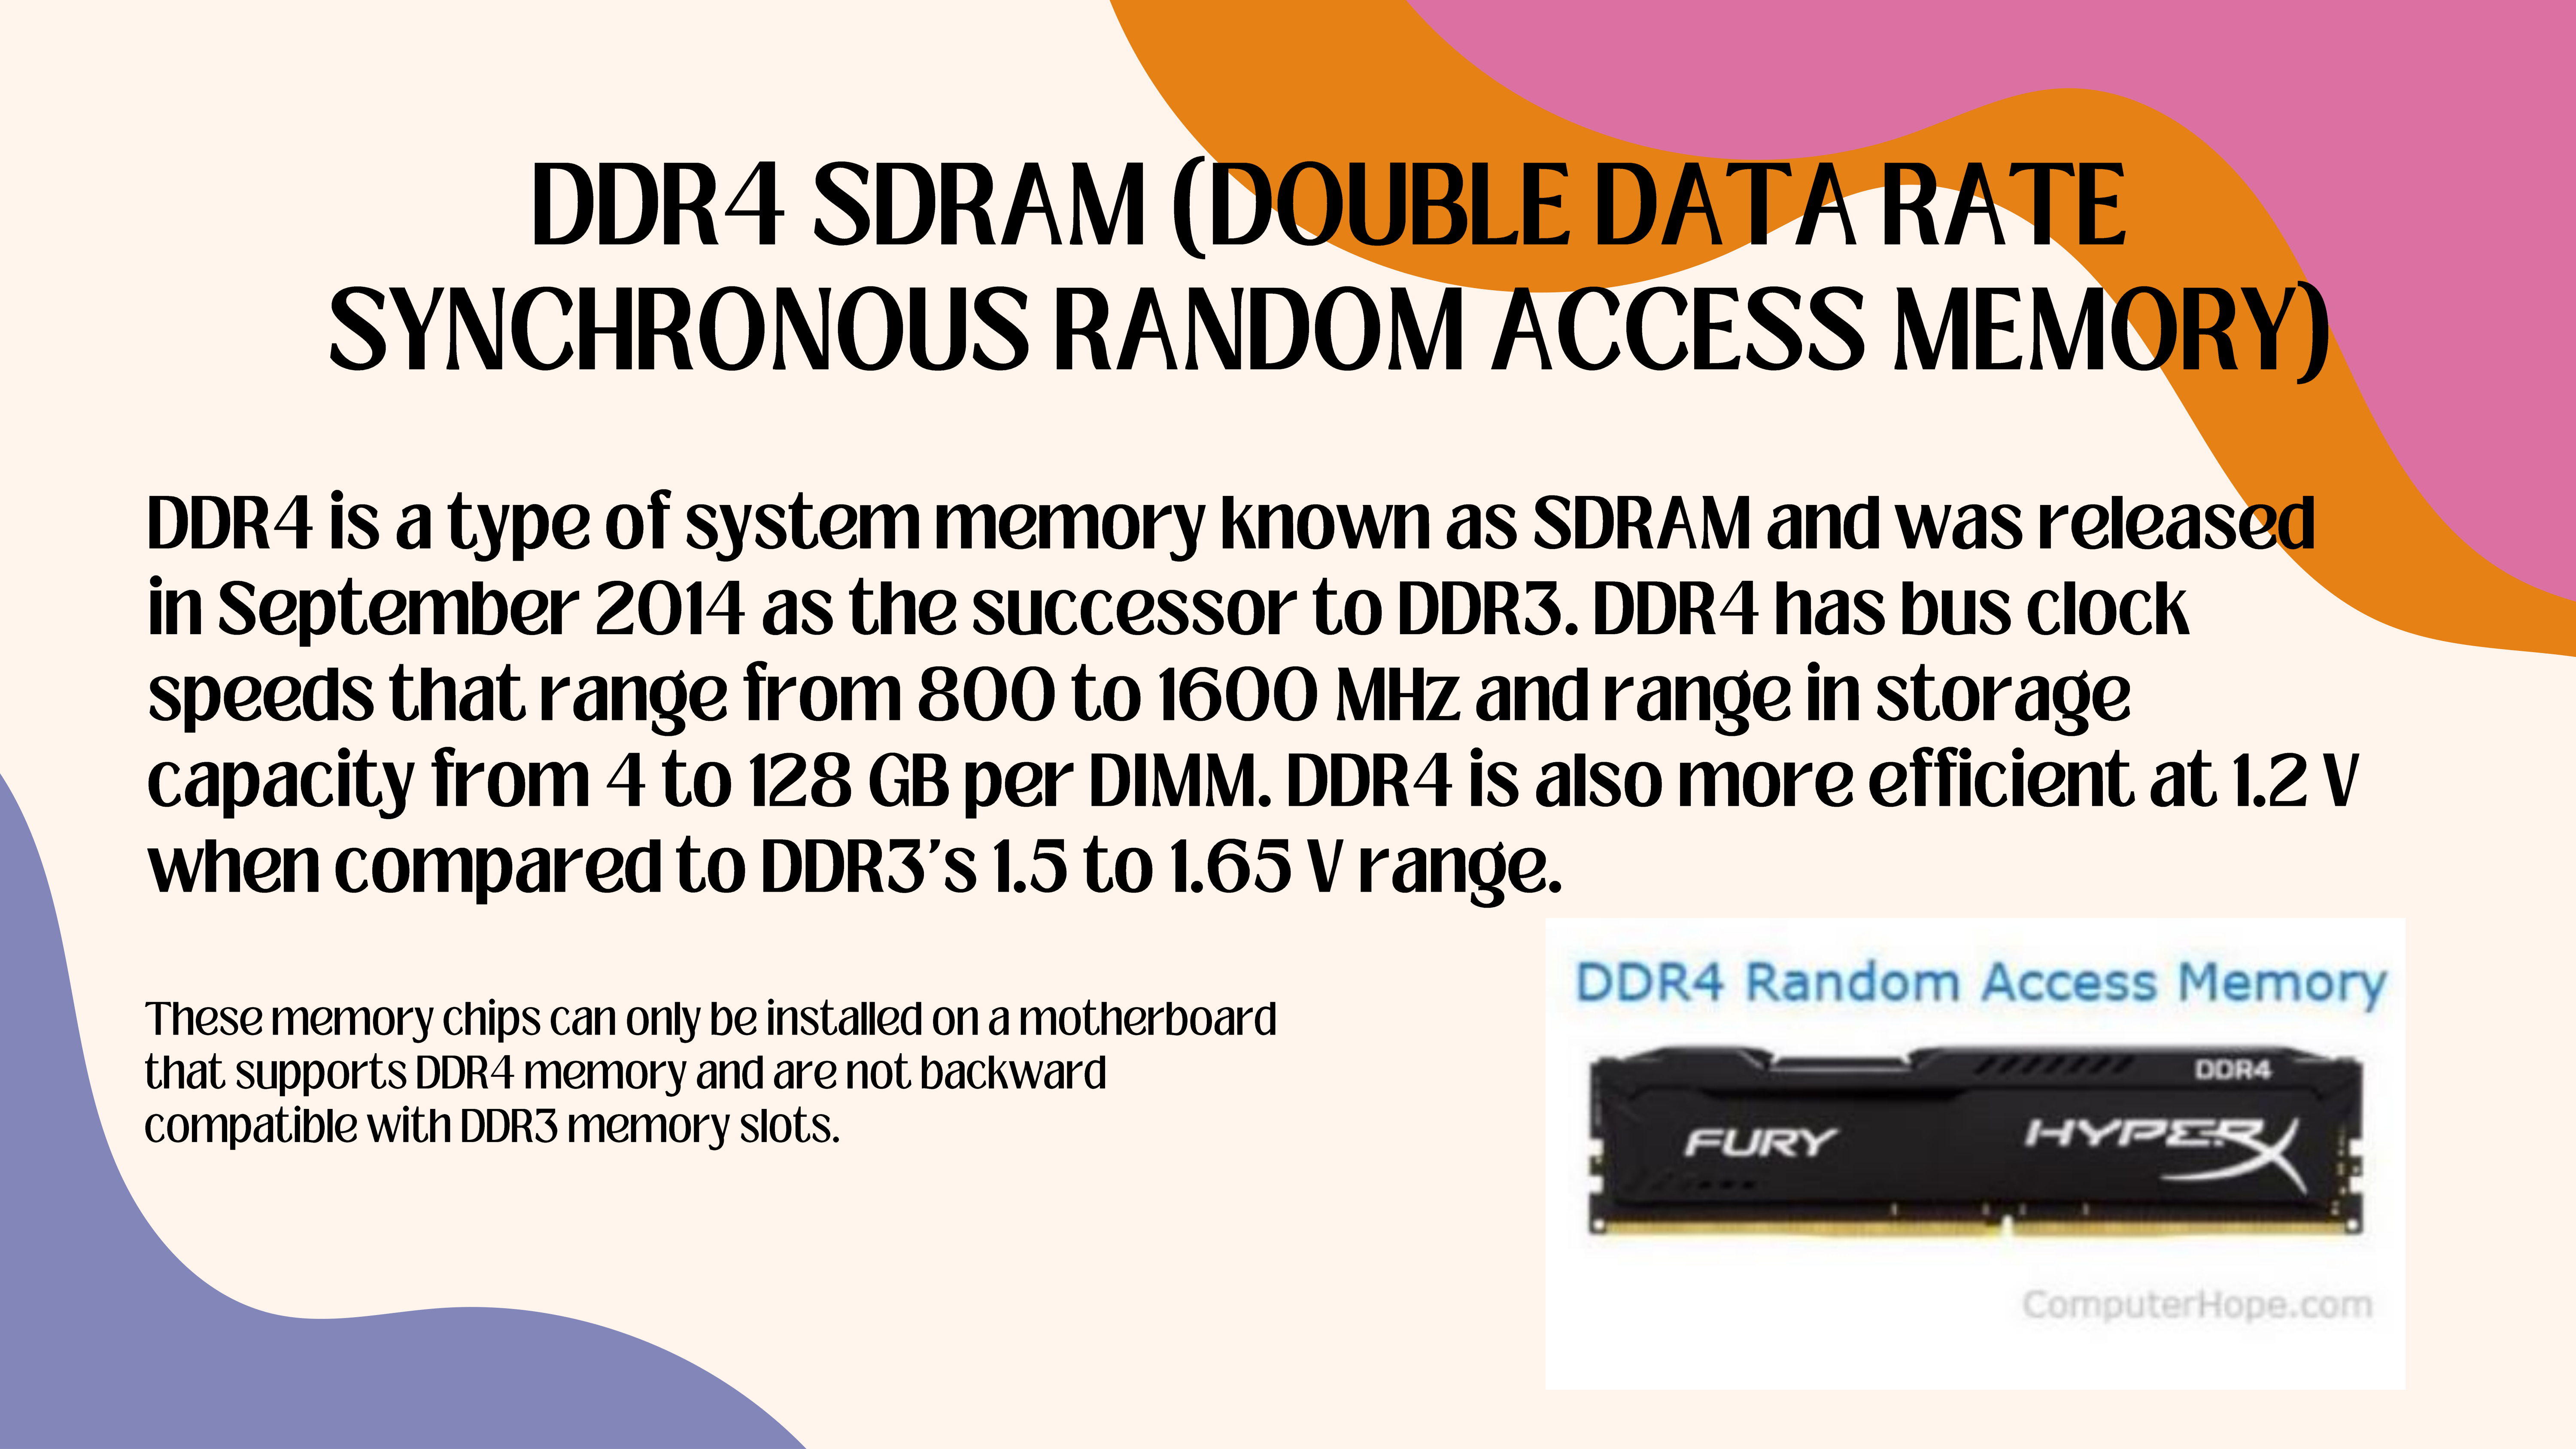 DDR4 SDRAM (DOUBLE DATA RATE
SYNCHRONOUS RANDOM ACCESS MEMORY)
DDR4 is a type of system memory known as SDRAM and was released
in September 2014 as the successor to DDR3. DDR4 has bus clock
speeds that range from 800 to 1600 MHz and range in storage
capacity from 4 to 128 GB per DIMM. DDR4 is also more efficient at 1.2 V
when compared to DDR3’s 1.5 to 1.65 V range.
These memory chips can only be installed on a motherboard
that supports DDR4 memory and are not backward
compatible with DDR3 memory slots.
DDR4 Random Access Memory
DDR4
FURY HYPERX
ComputerHope.com